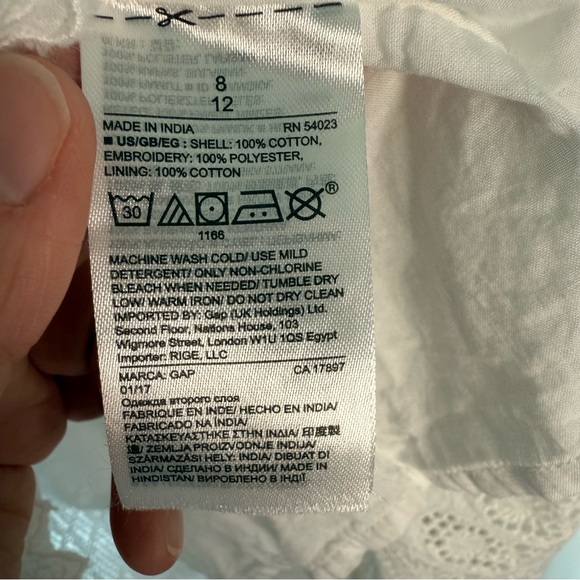 8
12
MADE IN INDIA RN 54023
■ US/GB/EG : SHELL: 100% COTTON,
EMBROIDERY: 100% POLYESTER,
LINING: 100% COTTON
30 ®
1166
MACHINE WASH COLD/ USE MILD
DETERGENT/ ONLY NON-CHLORINE
BLEACH WHEN NEEDED/ TUMBLE DRY
LOW/ WARM IRON/ DO NOT DRY CLEAN
IMPORTED BY: Gap (UK Holdings) Ltd.
Second Floor, Nations House, 103
Wigmore Street, London W1U 1QS Egypt
Importer: RIGE, LLC
MARCA: GAP CA 17897
01/17
Одежда второго слоя
FABRIQUÉ EN INDE/ HECHO EN INDIA/
FABRICADO NA ÍNDIA/
ΚΑΤΑΣΚΕΥΑΣΤΗΚΕ ΣΤΗΝ ΙΝΔΙΑ/ 印度製
造/ ZEMLJA PROIZVODNJE INDIJA/
SZÁRMAZÁSI HELY: INDIA/ DIBUAT DI
INDIA/ СДЕЛАНО В ИНДИИ/ MADE IN
HINDISTAN/ ВИРОБЛЕНО В ІНДІЇ